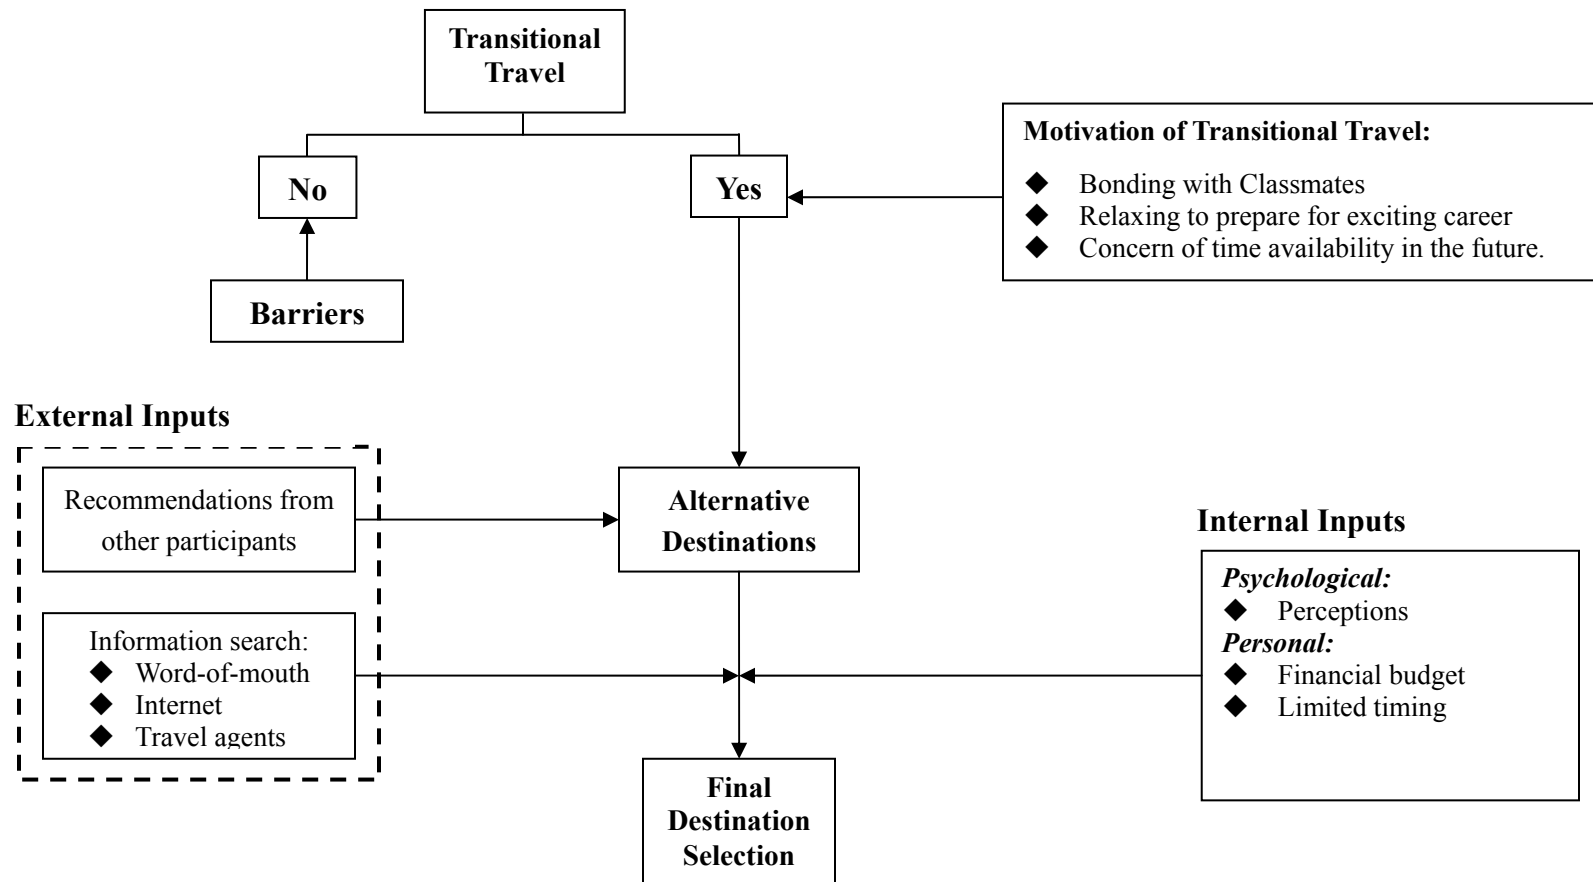 Transitional
Travel
No
Yes
Motivation of Transitional Travel:
◆ Bonding with Classmates
◆ Relaxing to prepare for exciting career
◆ Concern of time availability in the future.
Barriers
External Inputs
Recommendations from
other participants
Alternative
Destinations
Information search:
◆ Word-of-mouth
◆ Internet
◆ Travel agents
Internal Inputs
Psychological:
◆ Perceptions
Personal:
◆ Financial budget
◆ Limited timing
Final
Destination
Selection